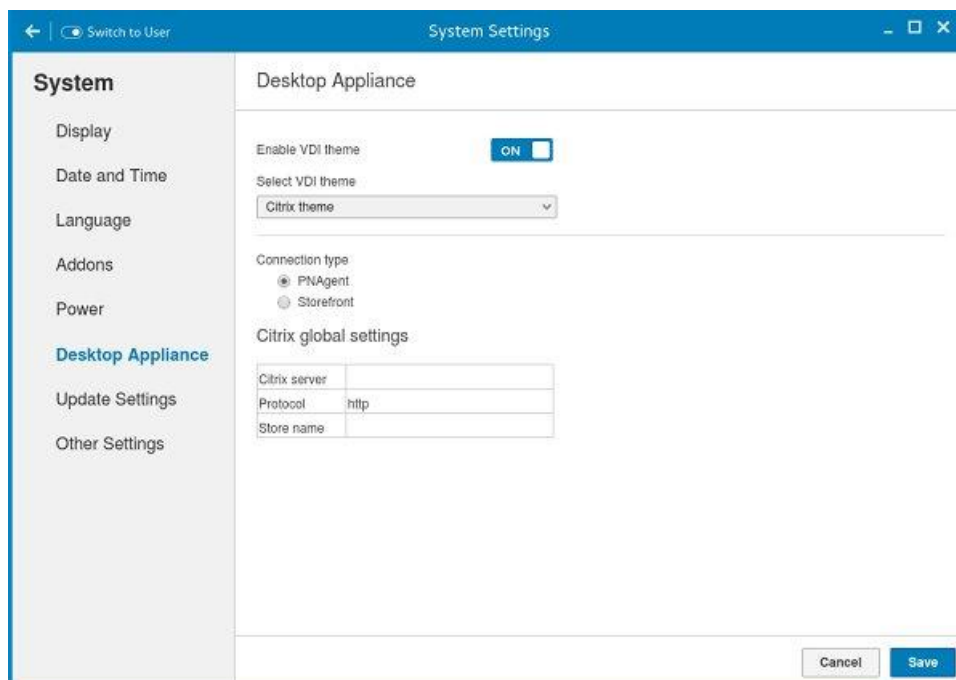 Switch to User
System Settings
System
Display
Date and Time
Language
Addons
Power
Desktop Appliance
Update Settings
Other Settings
Desktop Appliance
Enable VDI theme
ON
Select VDI theme
Citrix theme
Connection type
PNAgent
Storefront
Citrix global settings
Citrix server
Protocol http
Store name
Cancel
Save